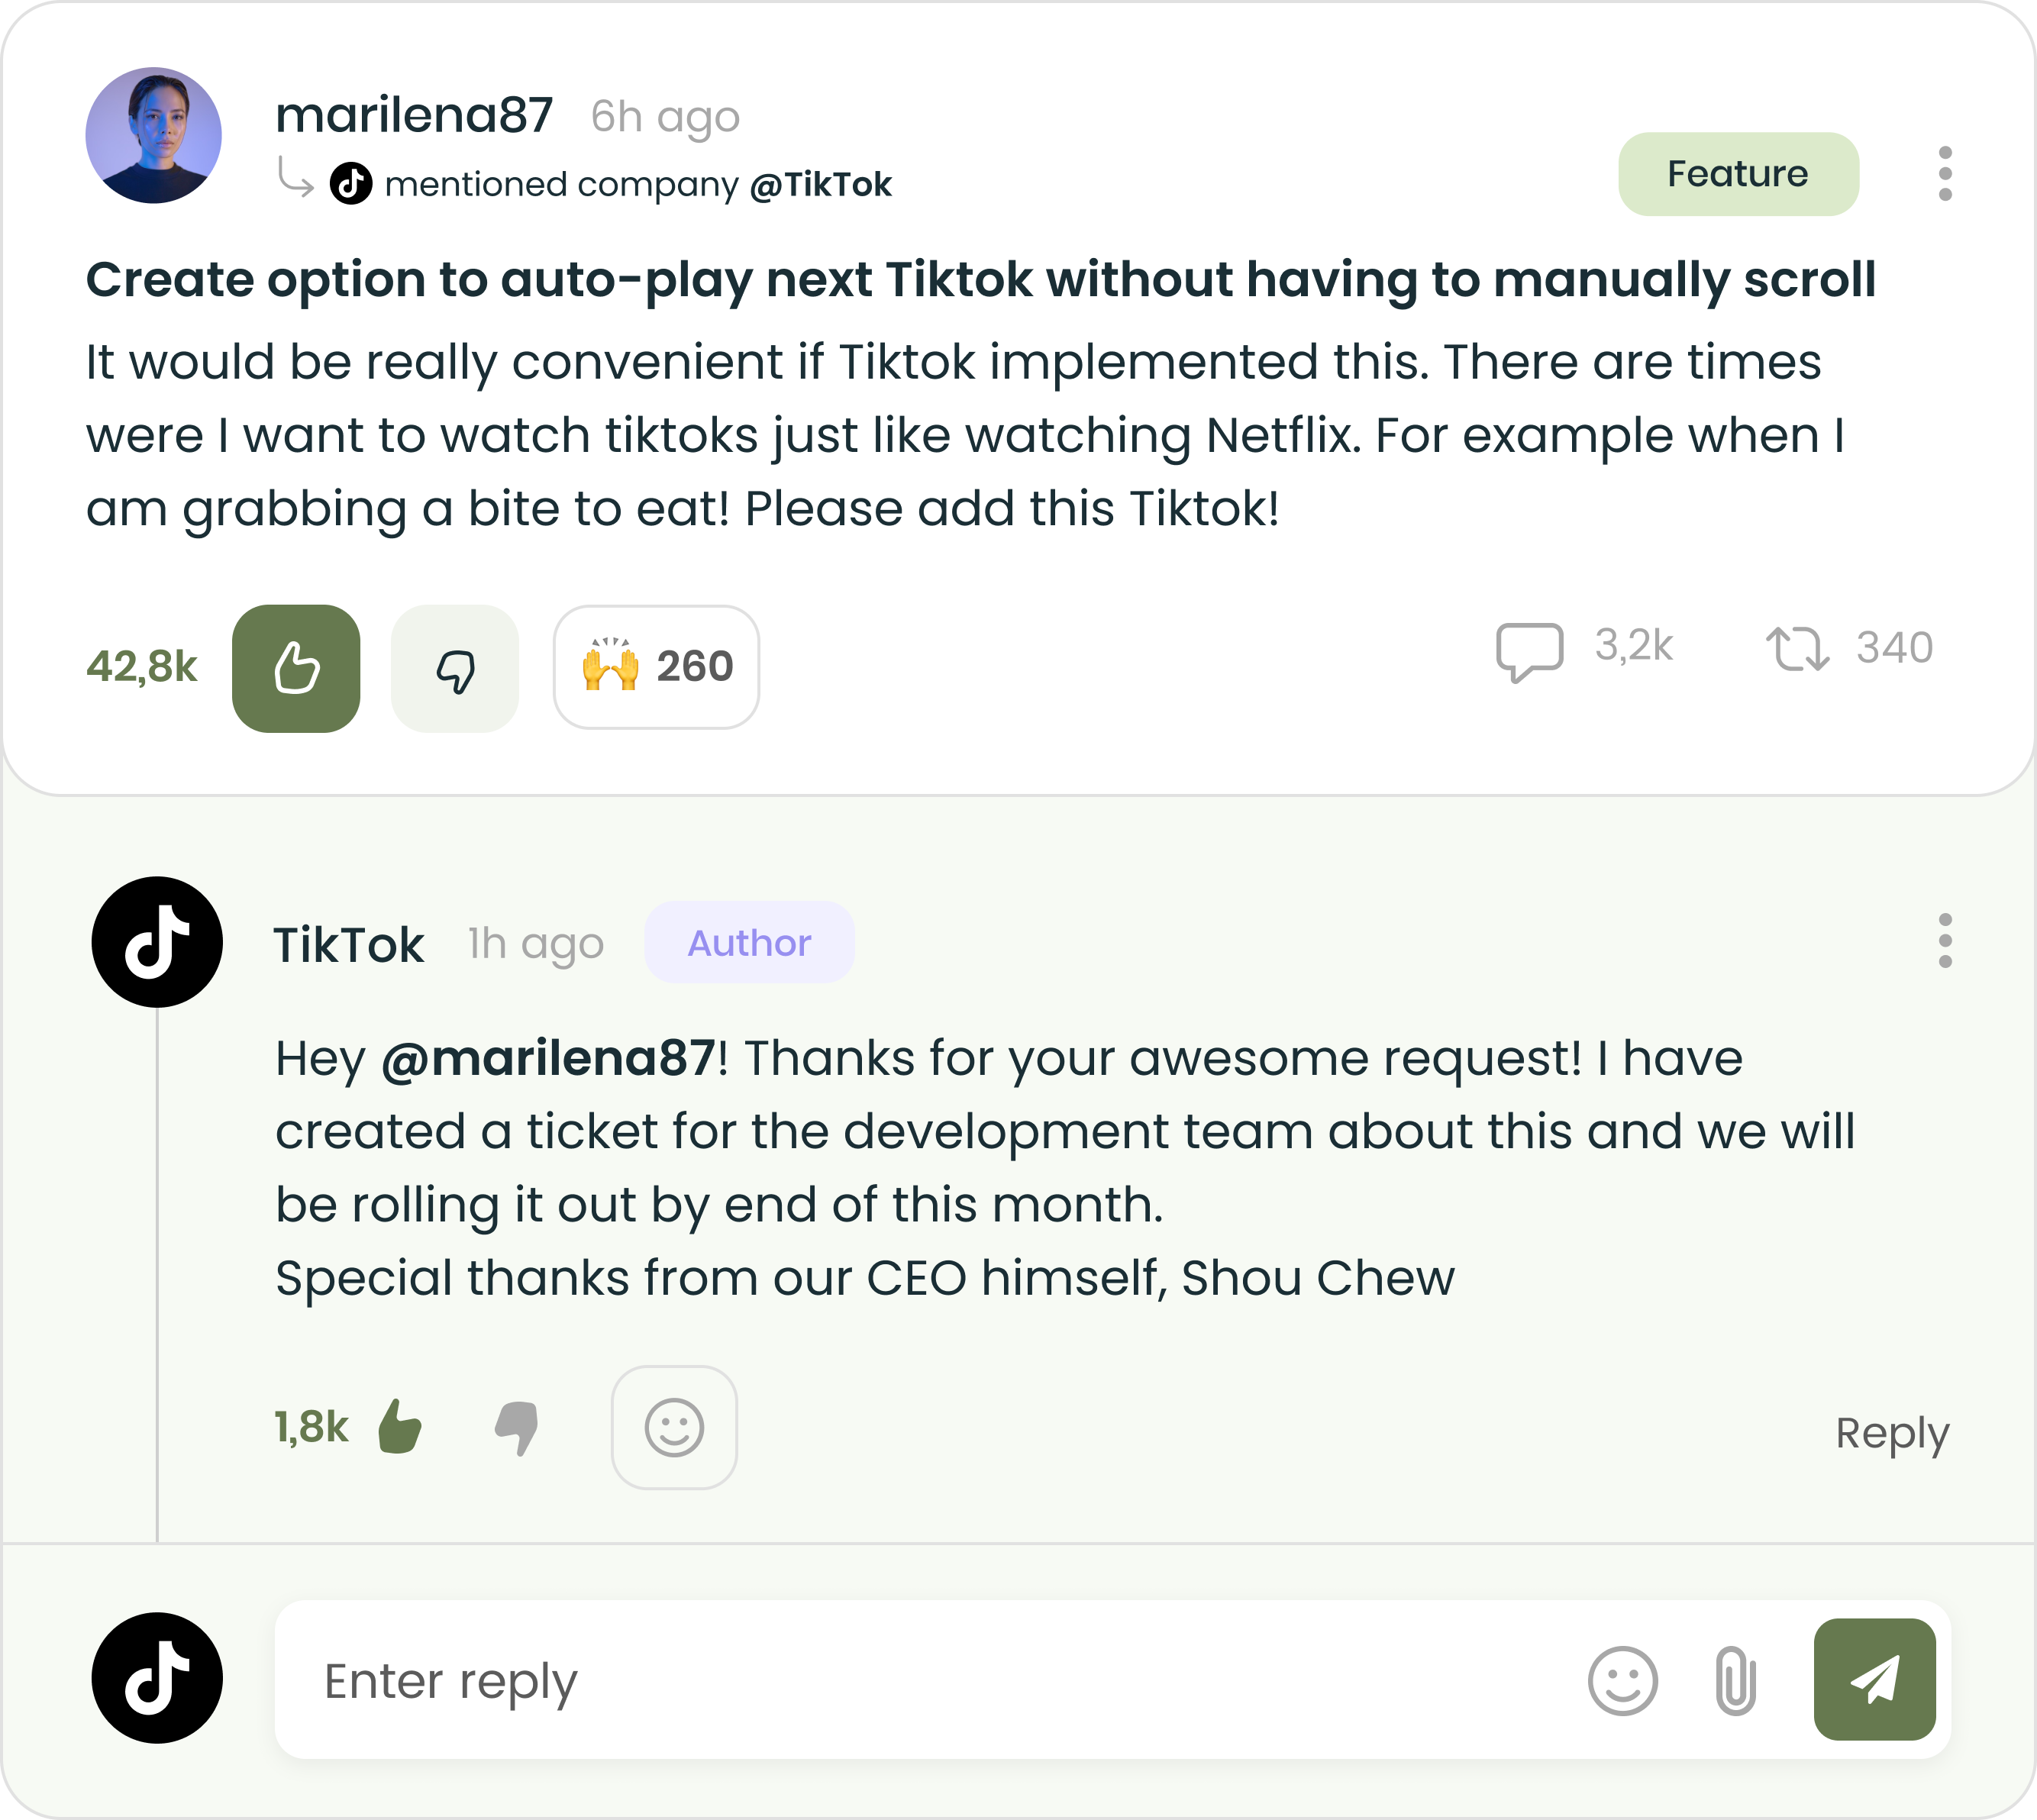 marilena87 6h ago
mentioned company @TikTok
Feature
Create option to auto-play next Tiktok without having to manually scroll
It would be really convenient if Tiktok implemented this. There are times
were I want to watch tiktoks just like watching Netflix. For example when I
am grabbing a bite to eat! Please add this Tiktok!
42,8k 260 3,2k 340
TikTok 1h ago Author
Hey @marilena87! Thanks for your awesome request! I have
created a ticket for the development team about this and we will
be rolling it out by end of this month.
Special thanks from our CEO himself, Shou Chew
1,8k Reply
Enter reply